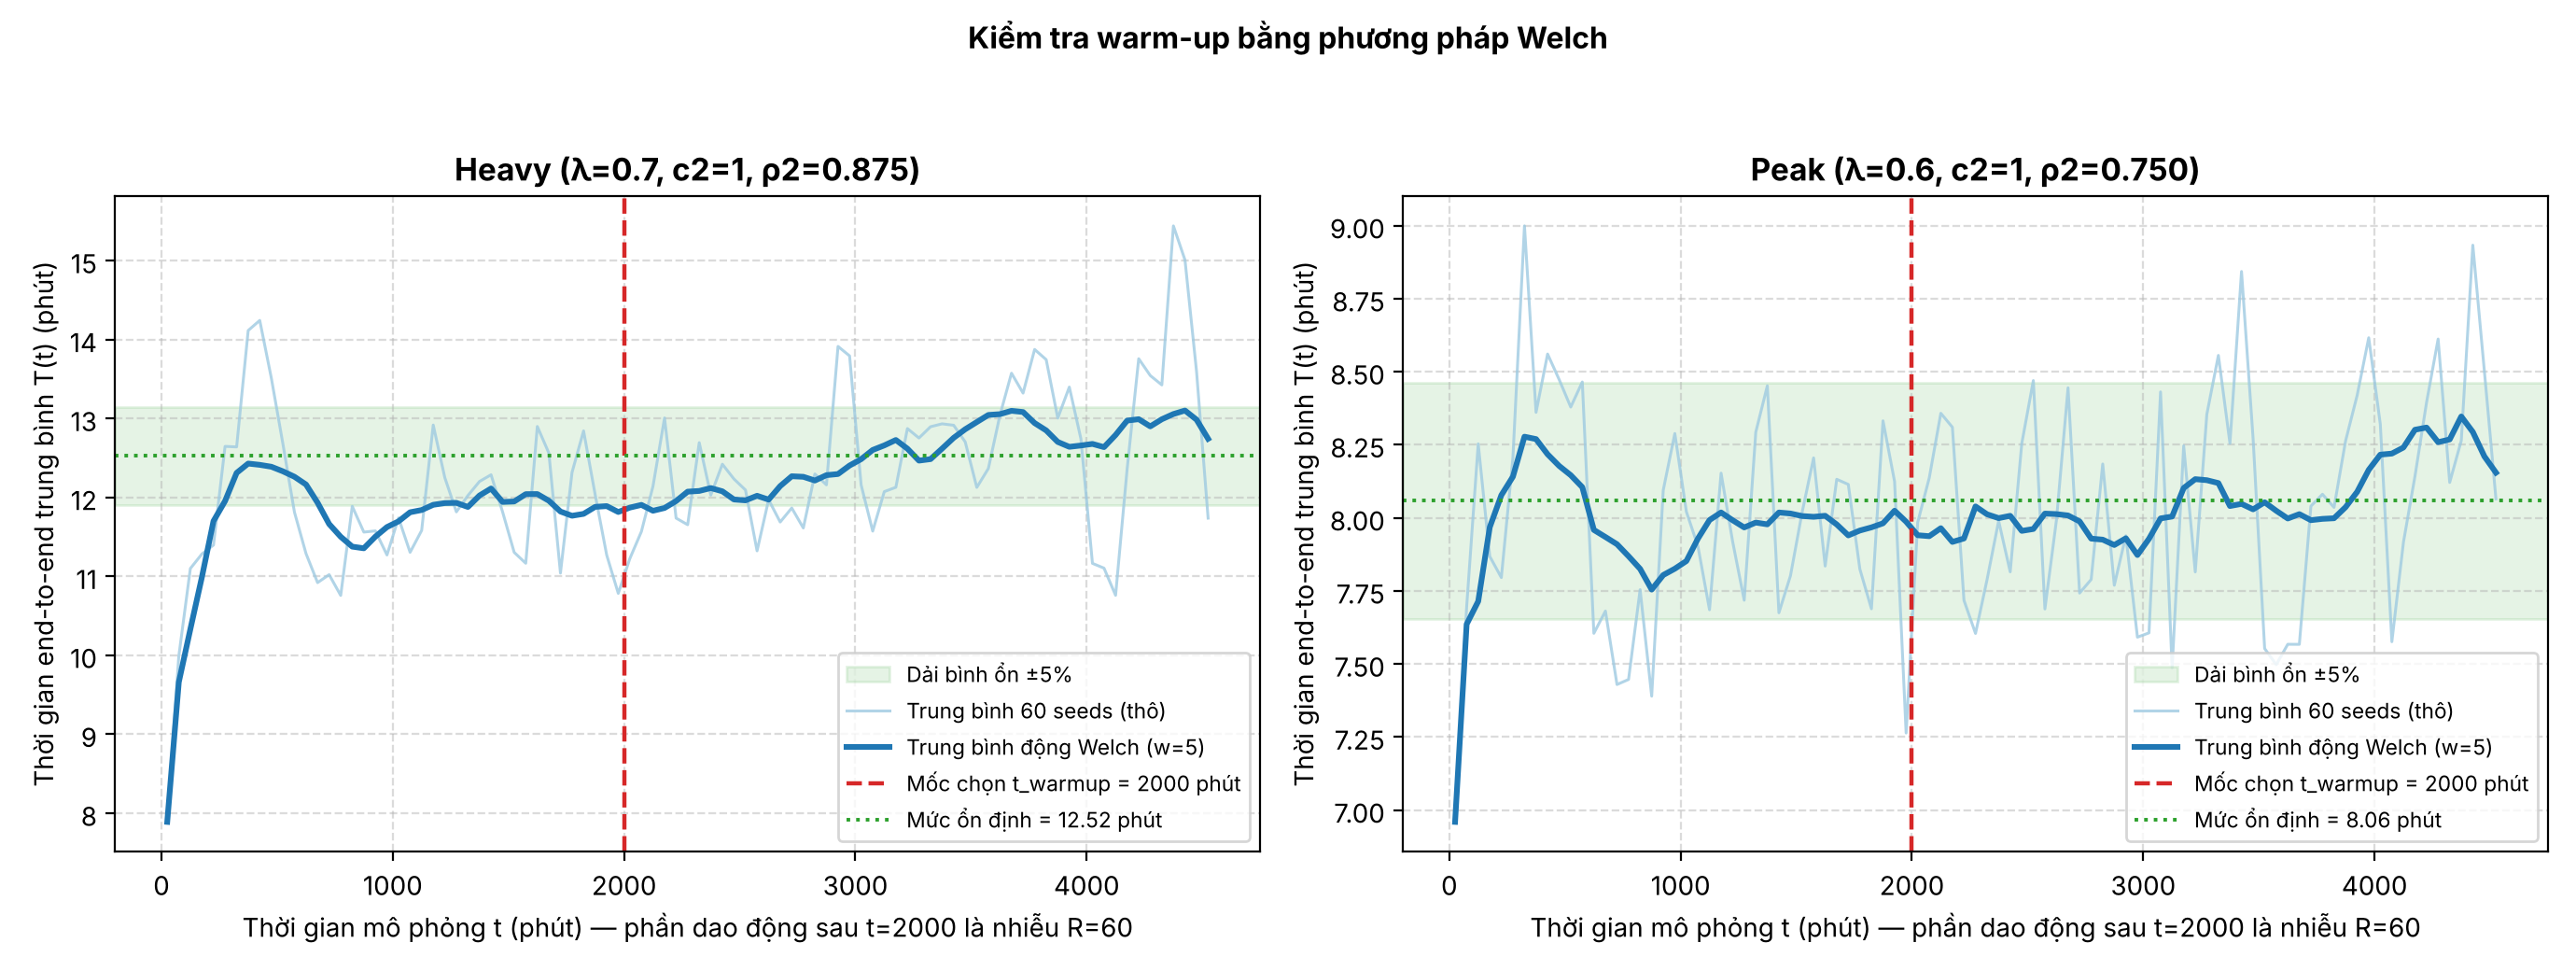 Kiểm tra warm-up bằng phương pháp Welch
Heavy (λ=0.7, c2=1, ρ2=0.875)
Thời gian end-to-end trung bình T(t) (phút)
15
14
13
12
11
10
9
8
0
1000
2000
3000
4000
Dải bình ổn ±5%
Trung bình 60 seeds (thô)
Trung bình động Welch (w=5)
Mốc chọn t_warmup = 2000 phút
Mức ổn định = 12.52 phút
Thời gian mô phỏng t (phút) — phần dao động sau t=2000 là nhiễu R=60
Peak (λ=0.6, c2=1, ρ2=0.750)
Thời gian end-to-end trung bình T(t) (phút)
9.00
8.75
8.50
8.25
8.00
7.75
7.50
7.25
7.00
0
1000
2000
3000
4000
Dải bình ổn ±5%
Trung bình 60 seeds (thô)
Trung bình động Welch (w=5)
Mốc chọn t_warmup = 2000 phút
Mức ổn định = 8.06 phút
Thời gian mô phỏng t (phút) — phần dao động sau t=2000 là nhiễu R=60